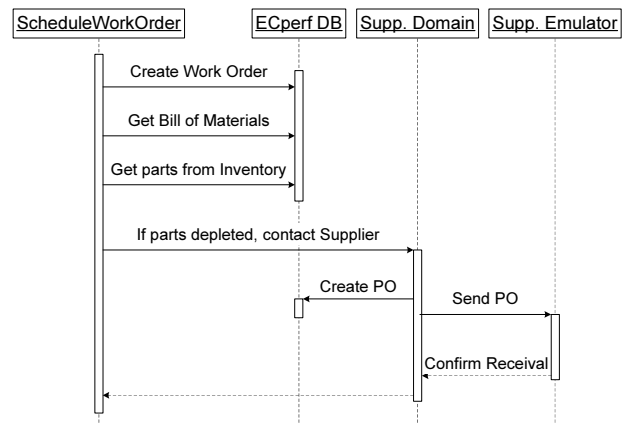 ScheduleWorkOrder
ECperf DB
Supp. Domain
Supp. Emulator
Create Work Order
Get Bill of Materials
Get parts from Inventory
If parts depleted, contact Supplier
Create PO
Send PO
Confirm Receival